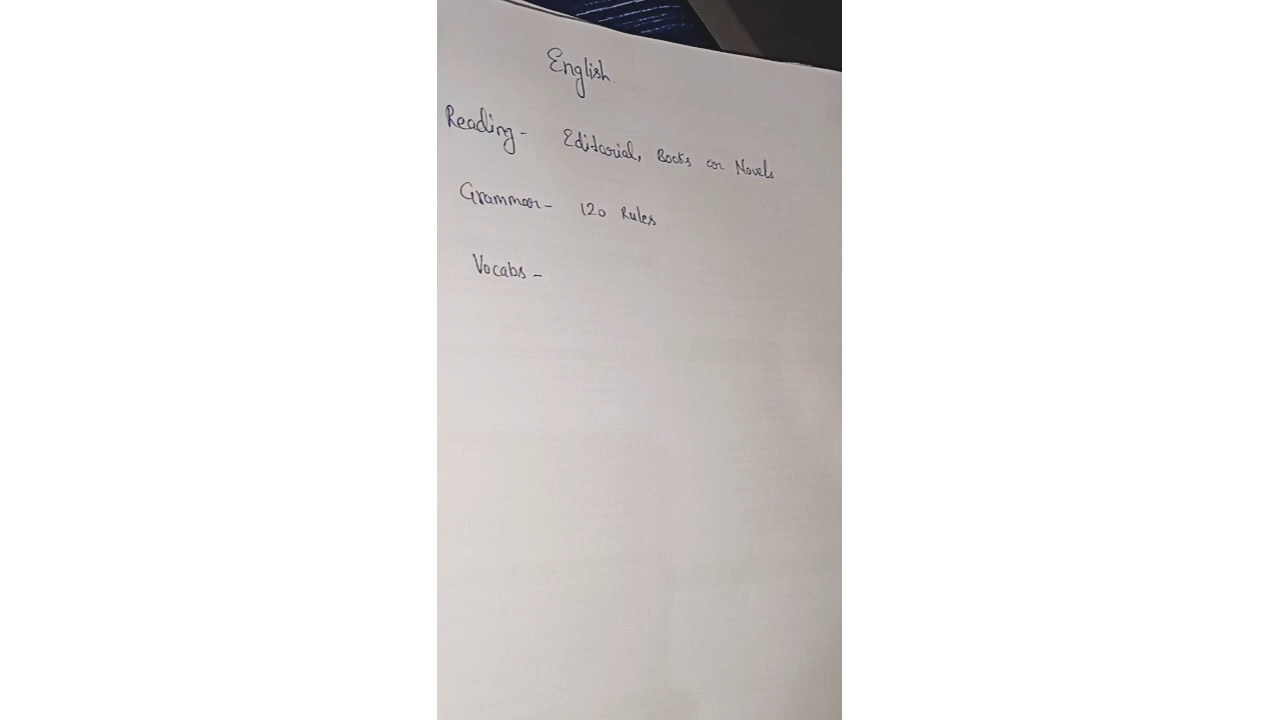 English.
Reading - Editorial, Books or Novels
Grammar - 120 Rules
Vocabs -